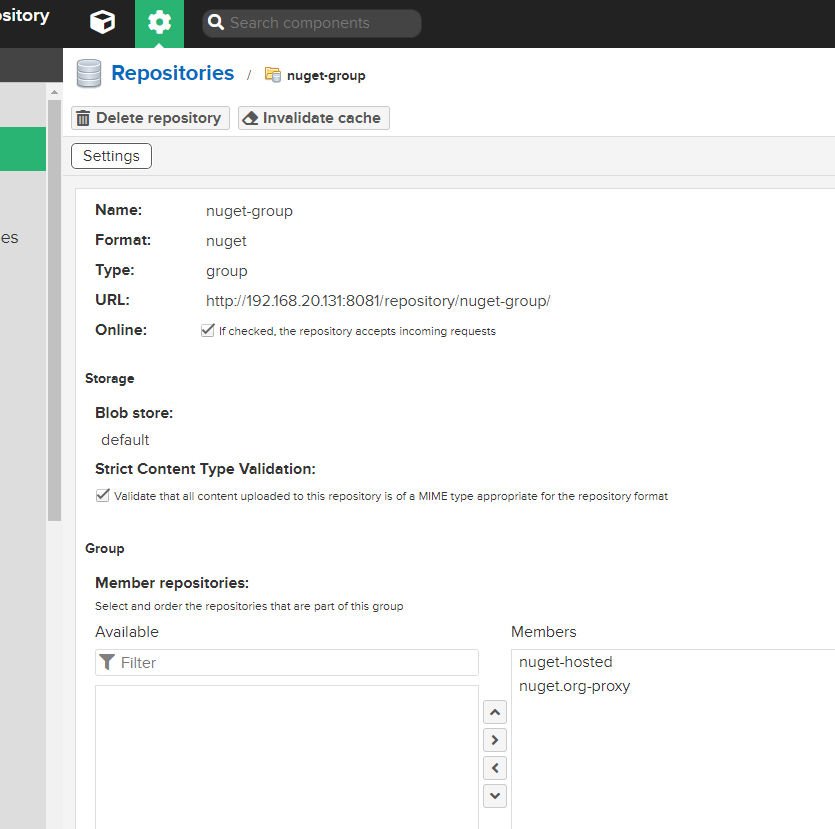 sitory
Search components
Repositories / nuget-group
Delete repository Invalidate cache
Settings
es
Name: nuget-group
Format: nuget
Type: group
URL: http://192.168.20.131:8081/repository/nuget-group/
Online: If checked, the repository accepts incoming requests
Storage
Blob store:
default
Strict Content Type Validation:
Validate that all content uploaded to this repository is of a MIME type appropriate for the repository format
Group
Member repositories:
Select and order the repositories that are part of this group
Available Members
Filter
nuget-hosted
nuget.org-proxy